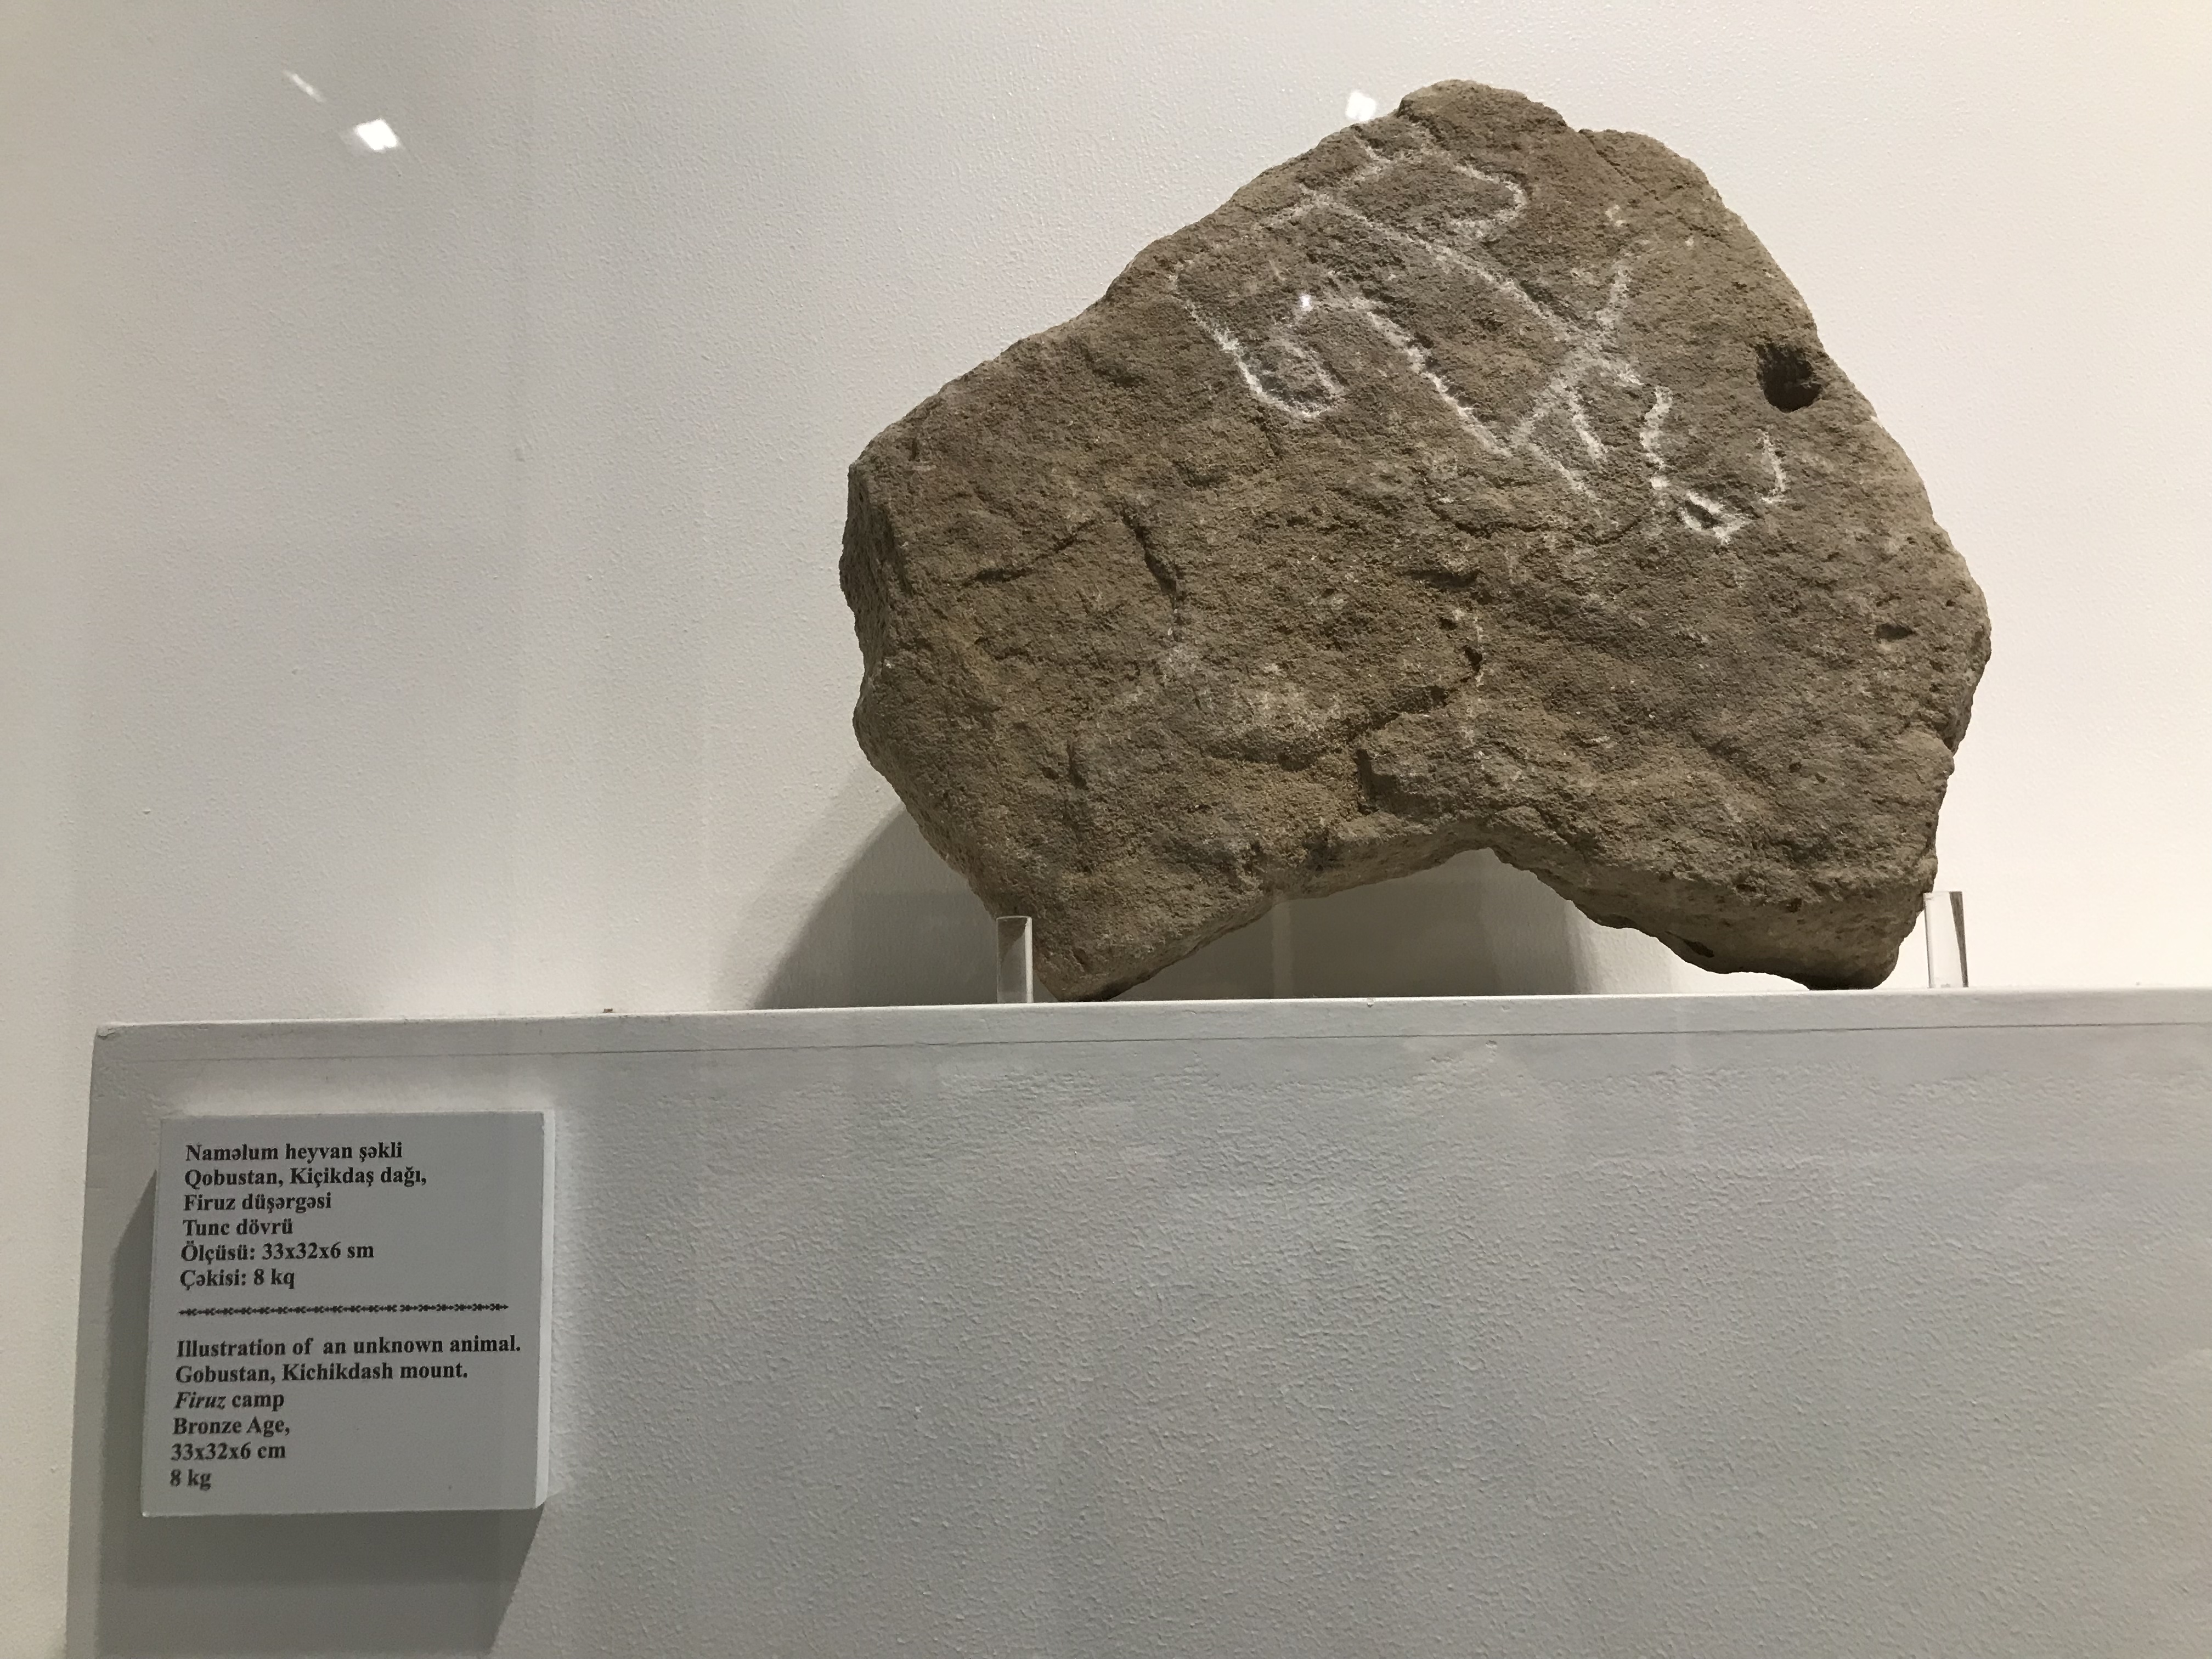 Naməlum heyvan şəkli
Qobustan, Kiçikdaş dağı,
Firuz düşərgəsi
Tunc dövrü
Ölçüsü: 33x32x6 sm
Çəkisi: 8 kq
Illustration of an unknown animal.
Gobustan, Kichikdash mount.
Firuz camp
Bronze Age,
33x32x6 cm
8 kg